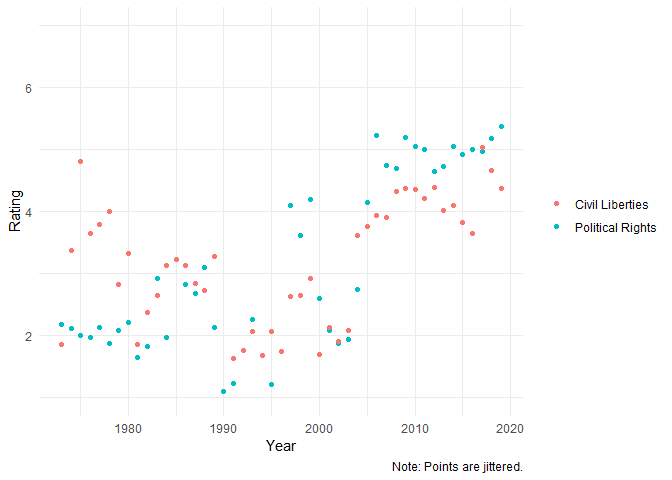 6
4
2
Rating
1980 1990 2000 2010 2020
Year
Civil Liberties
Political Rights
Note: Points are jittered.